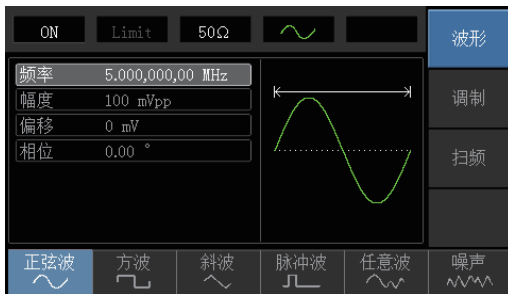 ON Limit 50Ω
波形
频率 5.000,000,00 MHz
幅度 100 mVpp
调制
偏移 0 mV
相位 0.00 °
扫频
正弦波 方波 斜波 脉冲波 任意波 噪声